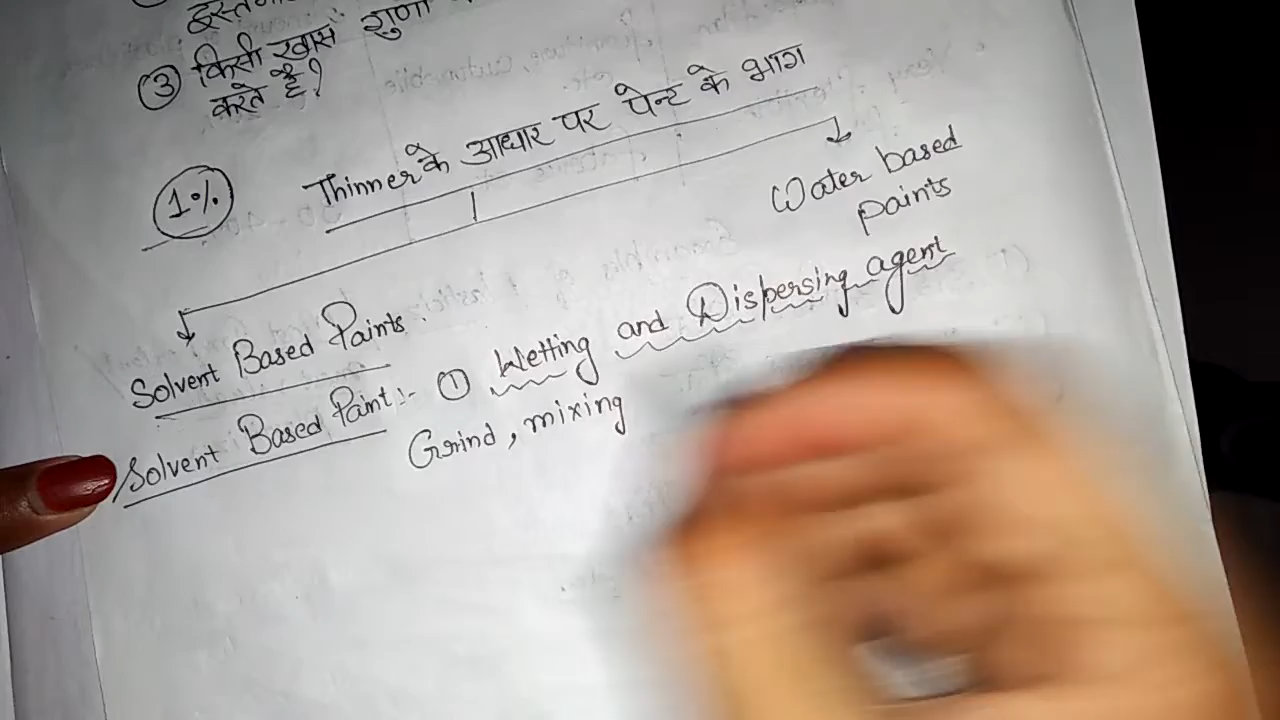 ③ किसी खास गुणों
करते है?
1%
Thinner के आधार पर पेन्ट के भाग
Water based
paints
Solvent Based Paints.
Solvent Based Paint:- ① Wetting and Dispersing agent
Grind, mixing